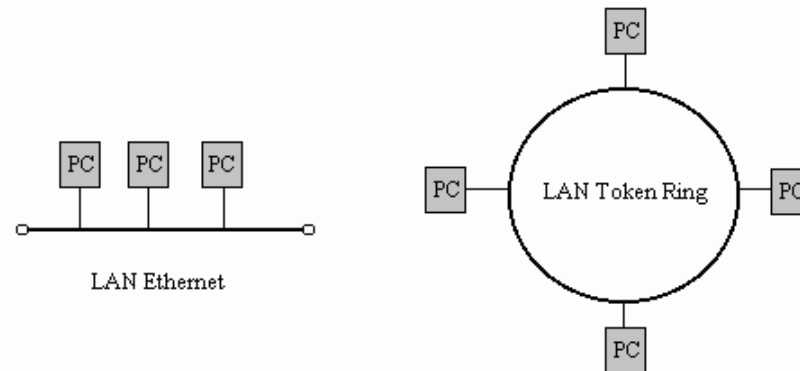 PC
PC PC PC
PC LAN Token Ring PC
LAN Ethernet
PC